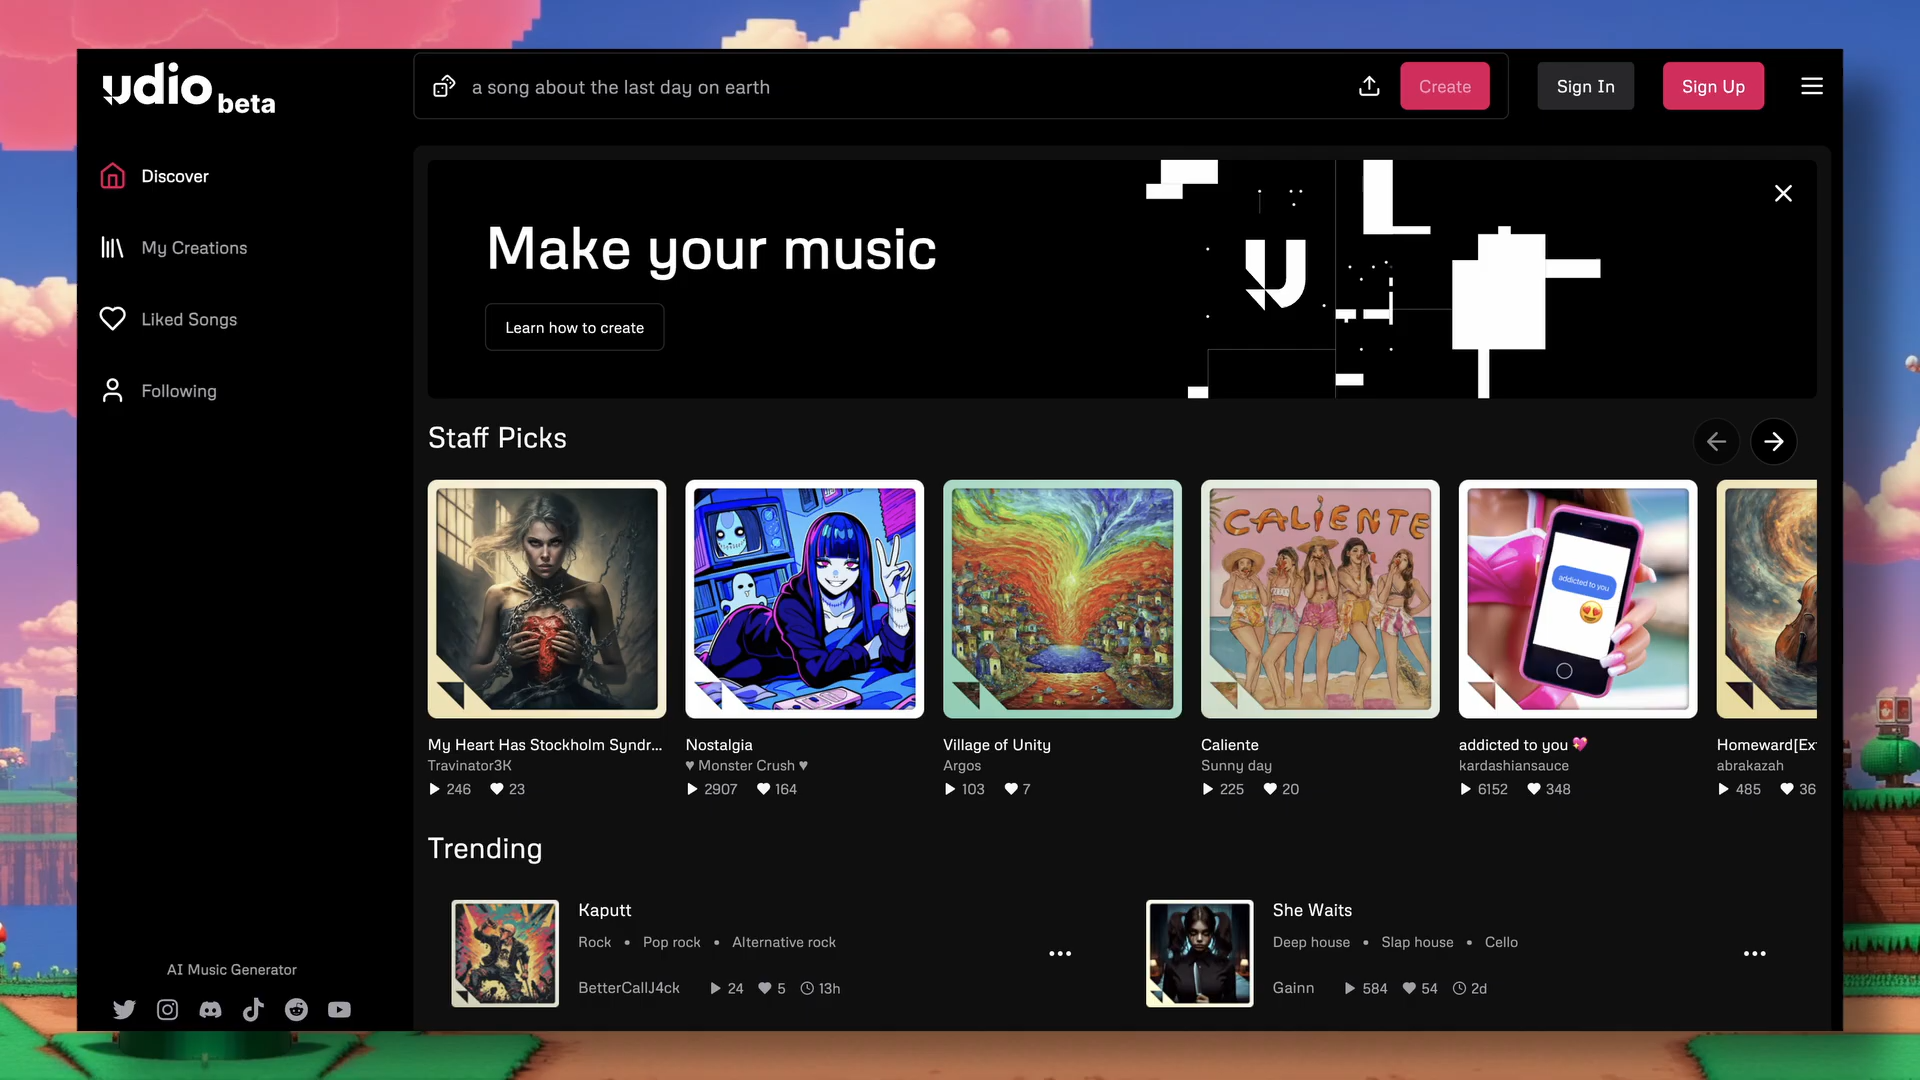 udio beta
a song about the last day on earth
Create
Sign In
Sign Up
Discover
My Creations
Liked Songs
Following
Make your music
Learn how to create
Staff Picks
CALIENTE
addicted to you
My Heart Has Stockholm Syndr...
Travinator3K
246 23
Nostalgia
♥ Monster Crush ♥
2907 164
Village of Unity
Argos
103 7
Caliente
Sunny day
225 20
addicted to you 💖
kardashiansauce
6152 348
Homeward[Ex
abrakazah
485 36
Trending
Kaputt
Rock • Pop rock • Alternative rock
BetterCallJ4ck 24 5 13h
She Waits
Deep house • Slap house • Cello
Gainn 584 54 2d
AI Music Generator